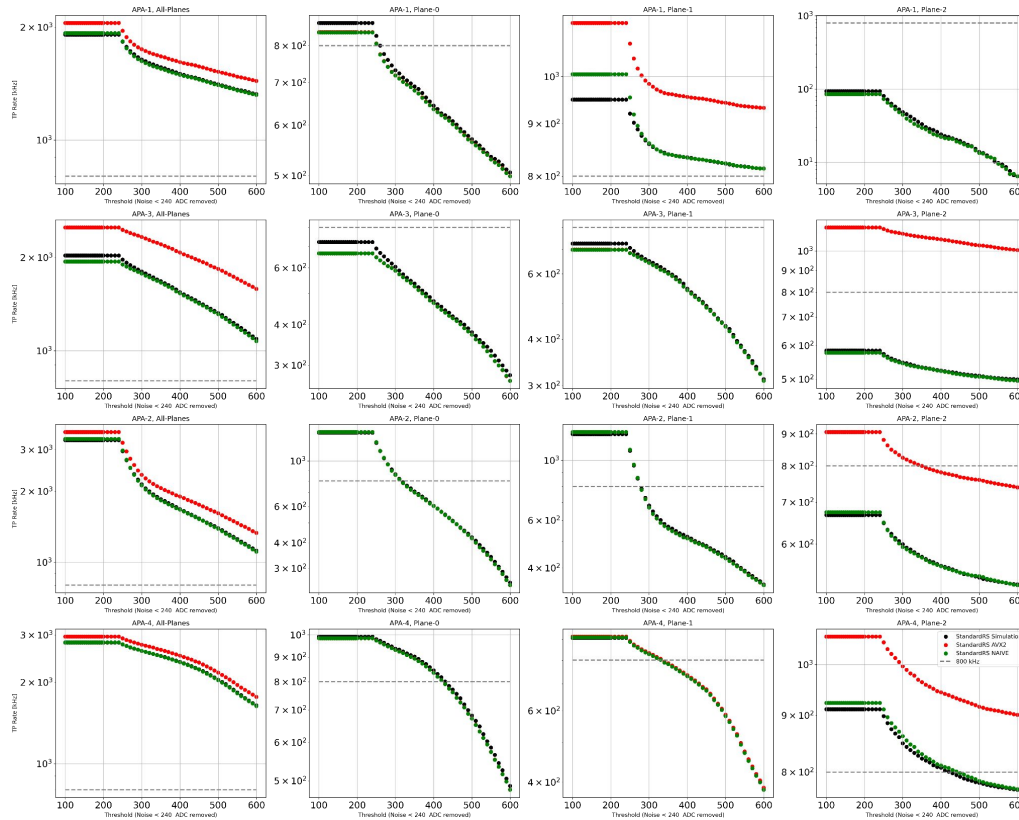 APA-1, All-Planes
TP Rate [kHz]
2 × 10³
10³
100 200 300 400 500 600
Threshold (Noise < 240 ADC removed)
APA-1, Plane-0
8 × 10²
7 × 10²
6 × 10²
5 × 10²
100 200 300 400 500 600
Threshold (Noise < 240 ADC removed)
APA-1, Plane-1
10³
9 × 10²
8 × 10²
100 200 300 400 500 600
Threshold (Noise < 240 ADC removed)
APA-1, Plane-2
10³
10²
10¹
100 200 300 400 500 600
Threshold (Noise < 240 ADC removed)
APA-3, All-Planes
TP Rate [kHz]
2 × 10³
10³
100 200 300 400 500 600
Threshold (Noise < 240 ADC removed)
APA-3, Plane-0
6 × 10²
4 × 10²
3 × 10²
100 200 300 400 500 600
Threshold (Noise < 240 ADC removed)
APA-3, Plane-1
6 × 10²
4 × 10²
3 × 10²
100 200 300 400 500 600
Threshold (Noise < 240 ADC removed)
APA-3, Plane-2
10³
9 × 10²
8 × 10²
7 × 10²
6 × 10²
5 × 10²
100 200 300 400 500 600
Threshold (Noise < 240 ADC removed)
APA-2, All-Planes
TP Rate [kHz]
3 × 10³
2 × 10³
10³
100 200 300 400 500 600
Threshold (Noise < 240 ADC removed)
APA-2, Plane-0
10³
6 × 10²
4 × 10²
3 × 10²
100 200 300 400 500 600
Threshold (Noise < 240 ADC removed)
APA-2, Plane-1
10³
6 × 10²
4 × 10²
100 200 300 400 500 600
Threshold (Noise < 240 ADC removed)
APA-2, Plane-2
9 × 10²
8 × 10²
7 × 10²
6 × 10²
100 200 300 400 500 600
Threshold (Noise < 240 ADC removed)
APA-4, All-Planes
TP Rate [kHz]
3 × 10³
2 × 10³
10³
100 200 300 400 500 600
Threshold (Noise < 240 ADC removed)
APA-4, Plane-0
10³
9 × 10²
8 × 10²
7 × 10²
6 × 10²
5 × 10²
100 200 300 400 500 600
Threshold (Noise < 240 ADC removed)
APA-4, Plane-1
6 × 10²
4 × 10²
100 200 300 400 500 600
Threshold (Noise < 240 ADC removed)
APA-4, Plane-2
StandardRS Simulatio
StandardRS AVX2
StandardRS NAIVE
800 kHz
10³
9 × 10²
8 × 10²
100 200 300 400 500 600
Threshold (Noise < 240 ADC removed)